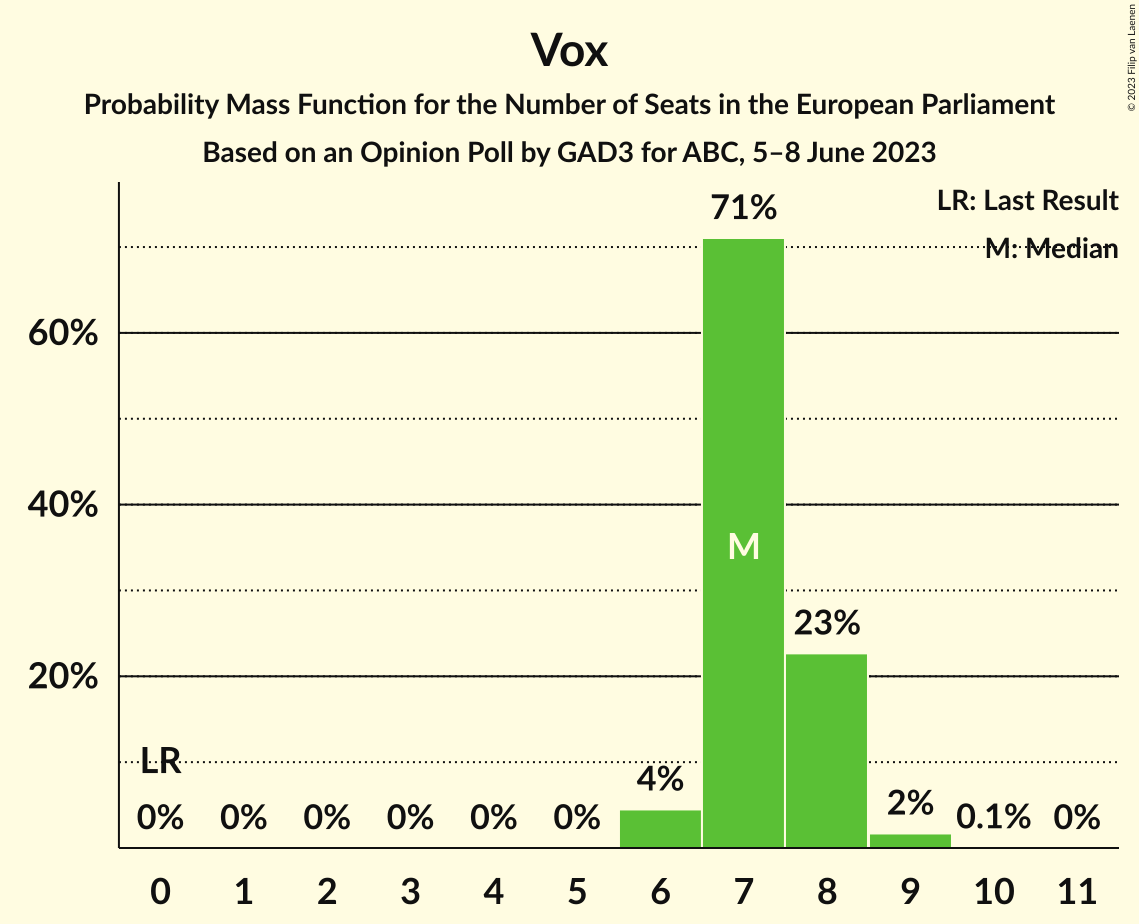 Vox
Probability Mass Function for the Number of Seats in the European Parliament
Based on an Opinion Poll by GAD3 for ABC, 5–8 June 2023
© 2023 Filip van Laenen
LR: Last Result
M: Median
71%
60%
40%
M
23%
20%
LR
4%
2%
0% 0% 0% 0% 0% 0% 0.1% 0%
0 1 2 3 4 5 6 7 8 9 10 11